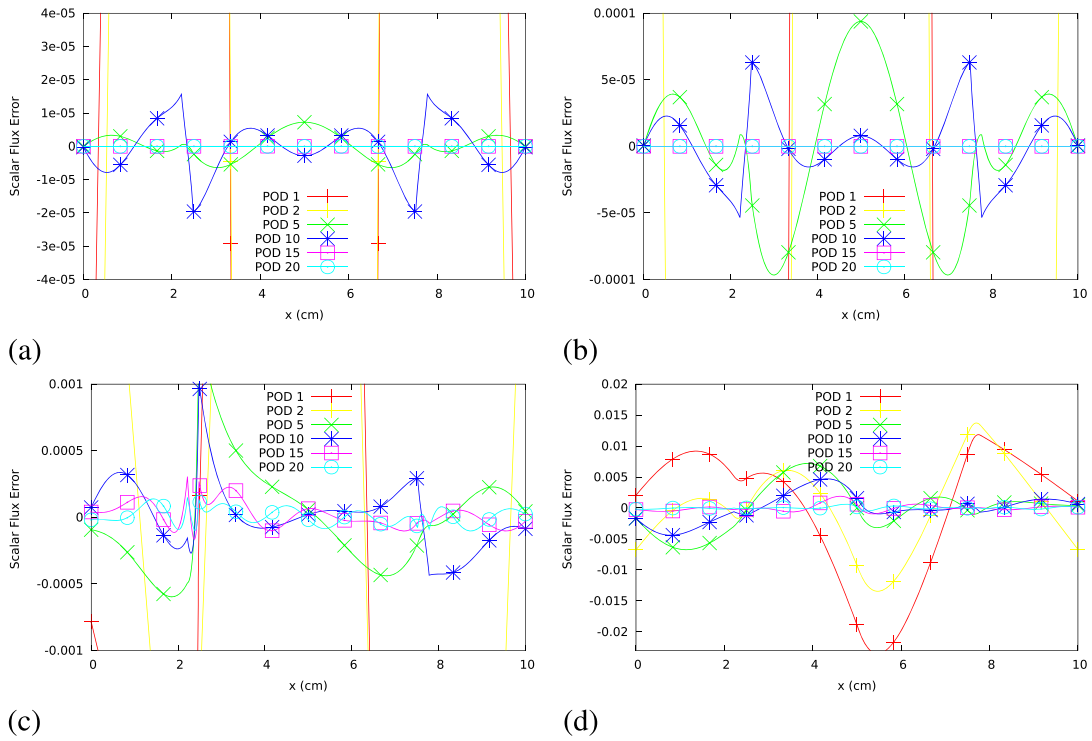 4e-05
3e-05
2e-05
1e-05
0
-1e-05
-2e-05
-3e-05
-4e-05
Scalar Flux Error
POD 1
POD 2
POD 5
POD 10
POD 15
POD 20
0 2 4 6 8 10
x (cm)
(a)
0.0001
5e-05
0
-5e-05
-0.0001
Scalar Flux Error
POD 1
POD 2
POD 5
POD 10
POD 15
POD 20
0 2 4 6 8 10
x (cm)
(b)
0.001
0.0005
0
-0.0005
-0.001
Scalar Flux Error
POD 1
POD 2
POD 5
POD 10
POD 15
POD 20
0 2 4 6 8 10
x (cm)
(c)
0.02
0.015
0.01
0.005
0
-0.005
-0.01
-0.015
-0.02
Scalar Flux Error
POD 1
POD 2
POD 5
POD 10
POD 15
POD 20
0 2 4 6 8 10
x (cm)
(d)